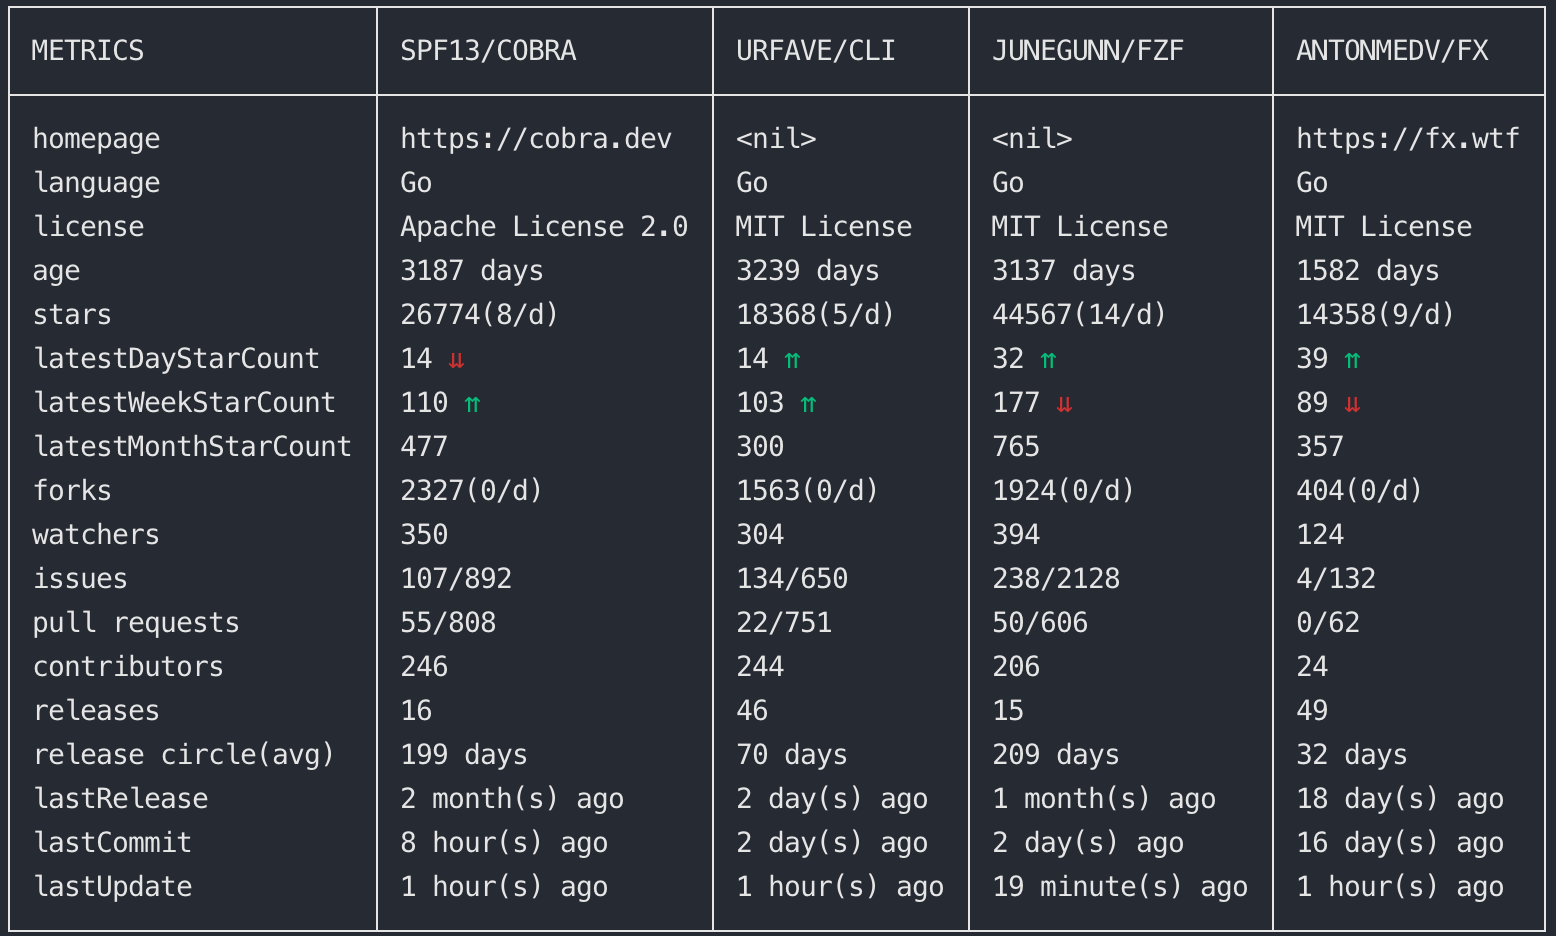 METRICS SPF13/COBRA URFAVE/CLI JUNEGUNN/FZF ANTONMEDV/FX
homepage https://cobra.dev <nil> <nil> https://fx.wtf
language Go Go Go Go
license Apache License 2.0 MIT License MIT License MIT License
age 3187 days 3239 days 3137 days 1582 days
stars 26774(8/d) 18368(5/d) 44567(14/d) 14358(9/d)
latestDayStarCount 14 ⇊ 14 ⇈ 32 ⇈ 39 ⇈
latestWeekStarCount 110 ⇈ 103 ⇈ 177 ⇊ 89 ⇊
latestMonthStarCount 477 300 765 357
forks 2327(0/d) 1563(0/d) 1924(0/d) 404(0/d)
watchers 350 304 394 124
issues 107/892 134/650 238/2128 4/132
pull requests 55/808 22/751 50/606 0/62
contributors 246 244 206 24
releases 16 46 15 49
release circle(avg) 199 days 70 days 209 days 32 days
lastRelease 2 month(s) ago 2 day(s) ago 1 month(s) ago 18 day(s) ago
lastCommit 8 hour(s) ago 2 day(s) ago 2 day(s) ago 16 day(s) ago
lastUpdate 1 hour(s) ago 1 hour(s) ago 19 minute(s) ago 1 hour(s) ago